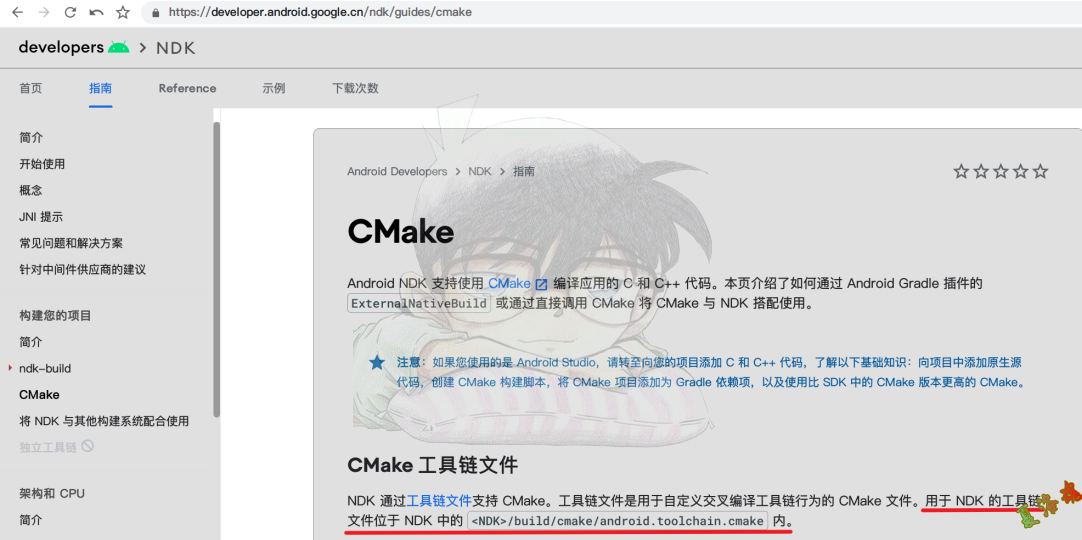 https://developer.android.google.cn/ndk/guides/cmake
developers > NDK
首页 指南 Reference 示例 下载次数
简介
开始使用
概念
JNI 提示
常见问题和解决方案
针对中间件供应商的建议
构建您的项目
简介
ndk-build
CMake
将 NDK 与其他构建系统配合使用
独立工具链
架构和 CPU
简介
Android Developers > NDK > 指南
CMake
Android NDK 支持使用 CMake 编译应用的 C 和 C++ 代码。本页介绍了如何通过 Android Gradle 插件的
ExternalNativeBuild 或通过直接调用 CMake 将 CMake 与 NDK 搭配使用。
注意：如果您使用的是 Android Studio，请转至向您的项目添加 C 和 C++ 代码，了解以下基础知识：向项目中添加原生源
代码，创建 CMake 构建脚本，将 CMake 项目添加为 Gradle 依赖项，以及使用比 SDK 中的 CMake 版本更高的 CMake。
CMake 工具链文件
NDK 通过工具链文件支持 CMake。工具链文件是用于自定义交叉编译工具链行为的 CMake 文件。用于 NDK 的工具链
文件位于 NDK 中的 <NDK>/build/cmake/android.toolchain.cmake 内。